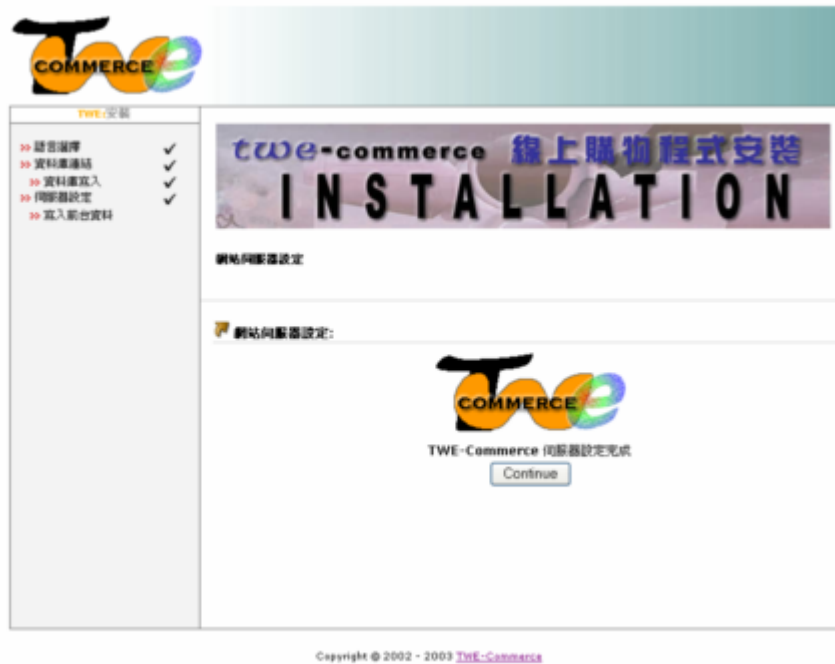 Twe
COMMERCE
TWE:安裝
語言選擇
資料庫連結
資料庫寫入
伺服器設定
寫入前台資料
twe-commerce 線上購物程式安裝
INSTALLATION
網站伺服器設定
網站伺服器設定:
Twe
COMMERCE
TWE-Commerce 伺服器設定完成
Continue
Copyright © 2002 - 2003 TWE-Commerce